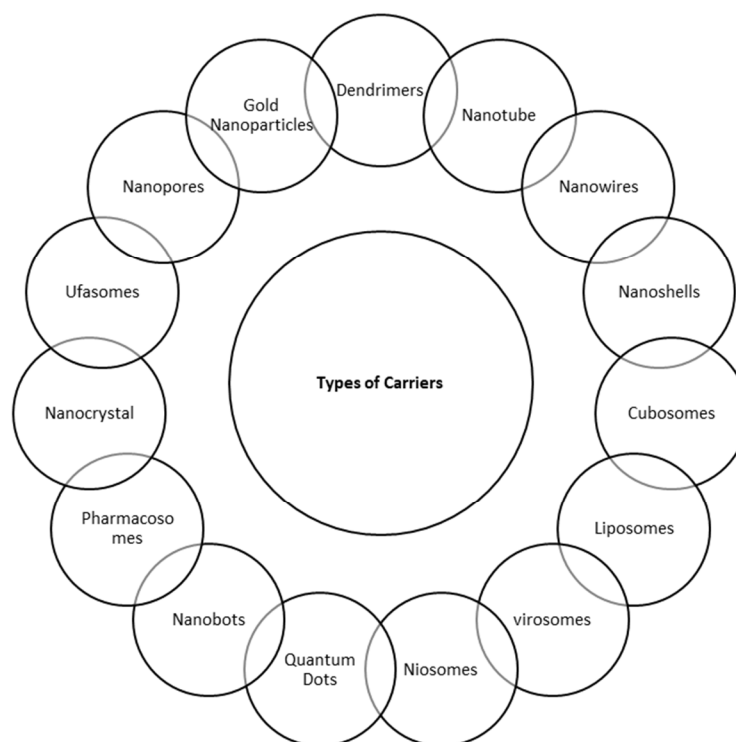 Dendrimers
Nanotube
Nanowires
Nanoshells
Cubosomes
Liposomes
virosomes
Niosomes
Quantum
Dots
Nanobots
Pharmacoso
mes
Nanocrystal
Ufasomes
Nanopores
Gold
Nanoparticles
Types of Carriers